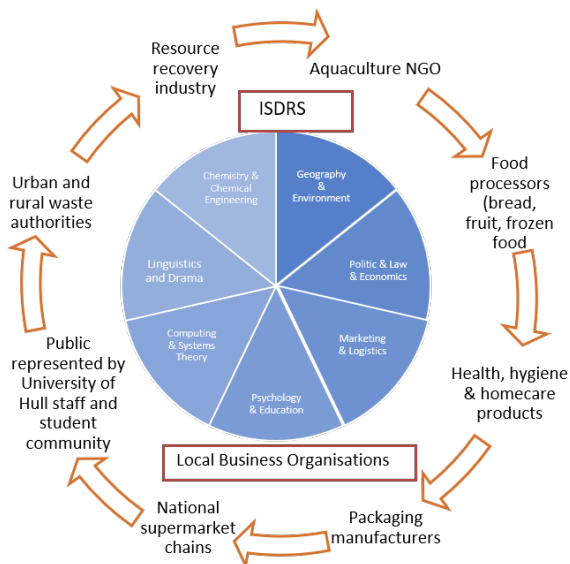 Resource
recovery
industry
Aquaculture NGO
ISDRS
Food
processors
(bread,
fruit, frozen
food
Health, hygiene
& homecare
products
Packaging
manufacturers
National
supermarket
chains
Public
represented by
University of
Hull staff and
student
community
Urban and
rural waste
authorities
Chemistry &
Chemical
Engineering
Geography
&
Environment
Politic & Law
& Economics
Marketing
& Logistics
Psychology
& Education
Computing
& Systems
Theory
Linguistics
and Drama
Local Business Organisations